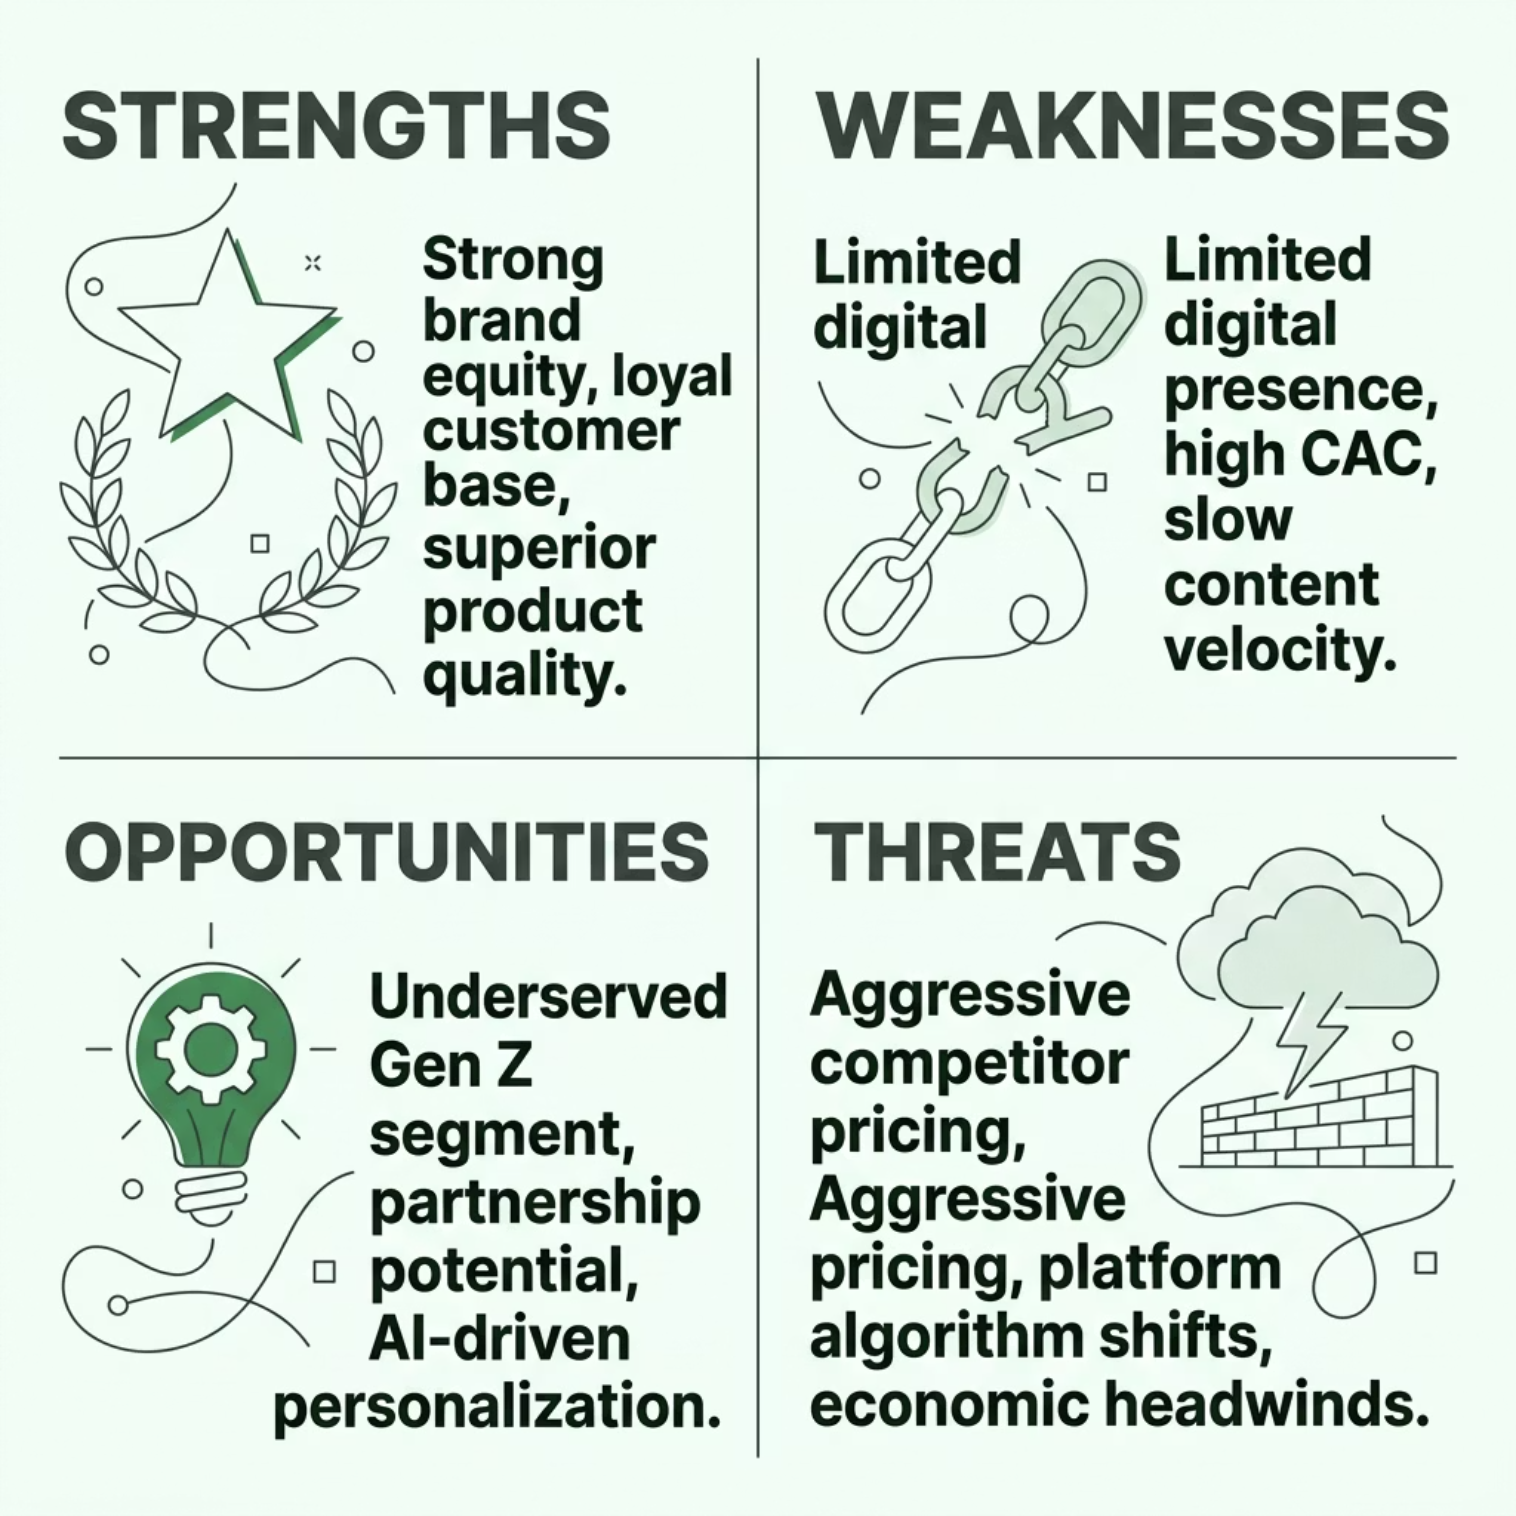 STRENGTHS
Strong
brand
equity, loyal
customer
base,
superior
product
quality.
WEAKNESSES
Limited
digital
Limited
digital
presence,
high CAC,
slow
content
velocity.
OPPORTUNITIES
Underserved
Gen Z
segment,
partnership
potential,
AI-driven
personalization.
THREATS
Aggressive
competitor
pricing,
Aggressive
pricing, platform
algorithm shifts,
economic headwinds.